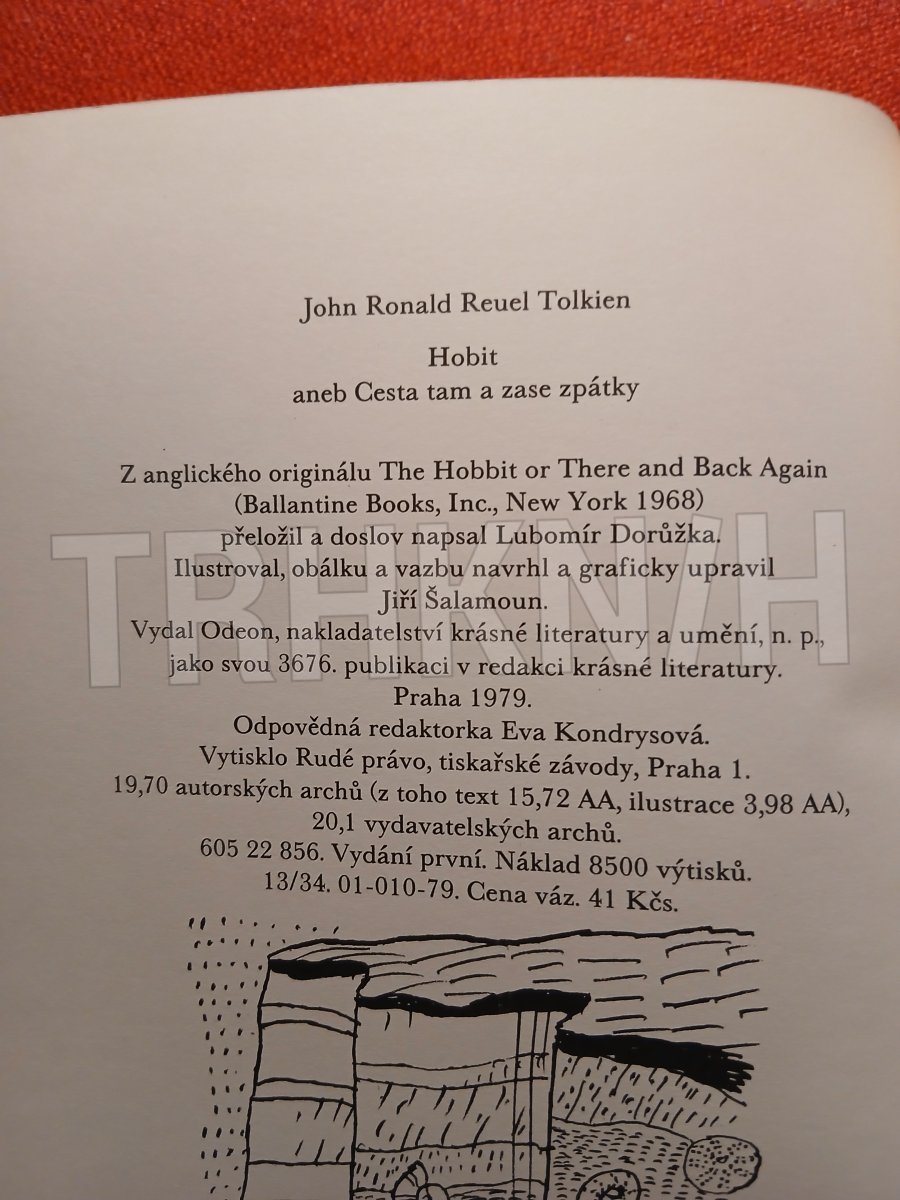 John Ronald Reuel Tolkien
Hobit
aneb Cesta tam a zase zpátky
Z anglického originálu The Hobbit or There and Back Again
(Ballantine Books, Inc., New York 1968)
přeložil a doslov napsal Lubomír Dorůžka.
Ilustroval, obálku a vazbu navrhl a graficky upravil
Jiří Šalamoun.
Vydal Odeon, nakladatelství krásné literatury a umění, n. p.,
jako svou 3676. publikaci v redakci krásné literatury.
Praha 1979.
Odpovědná redaktorka Eva Kondrysová.
Vytisklo Rudé právo, tiskařské závody, Praha 1.
19,70 autorských archů (z toho text 15,72 AA, ilustrace 3,98 AA),
20,1 vydavatelských archů.
605 22 856. Vydání první. Náklad 8500 výtisků.
13/34. 01-010-79. Cena váz. 41 Kčs.
TRHKN/H